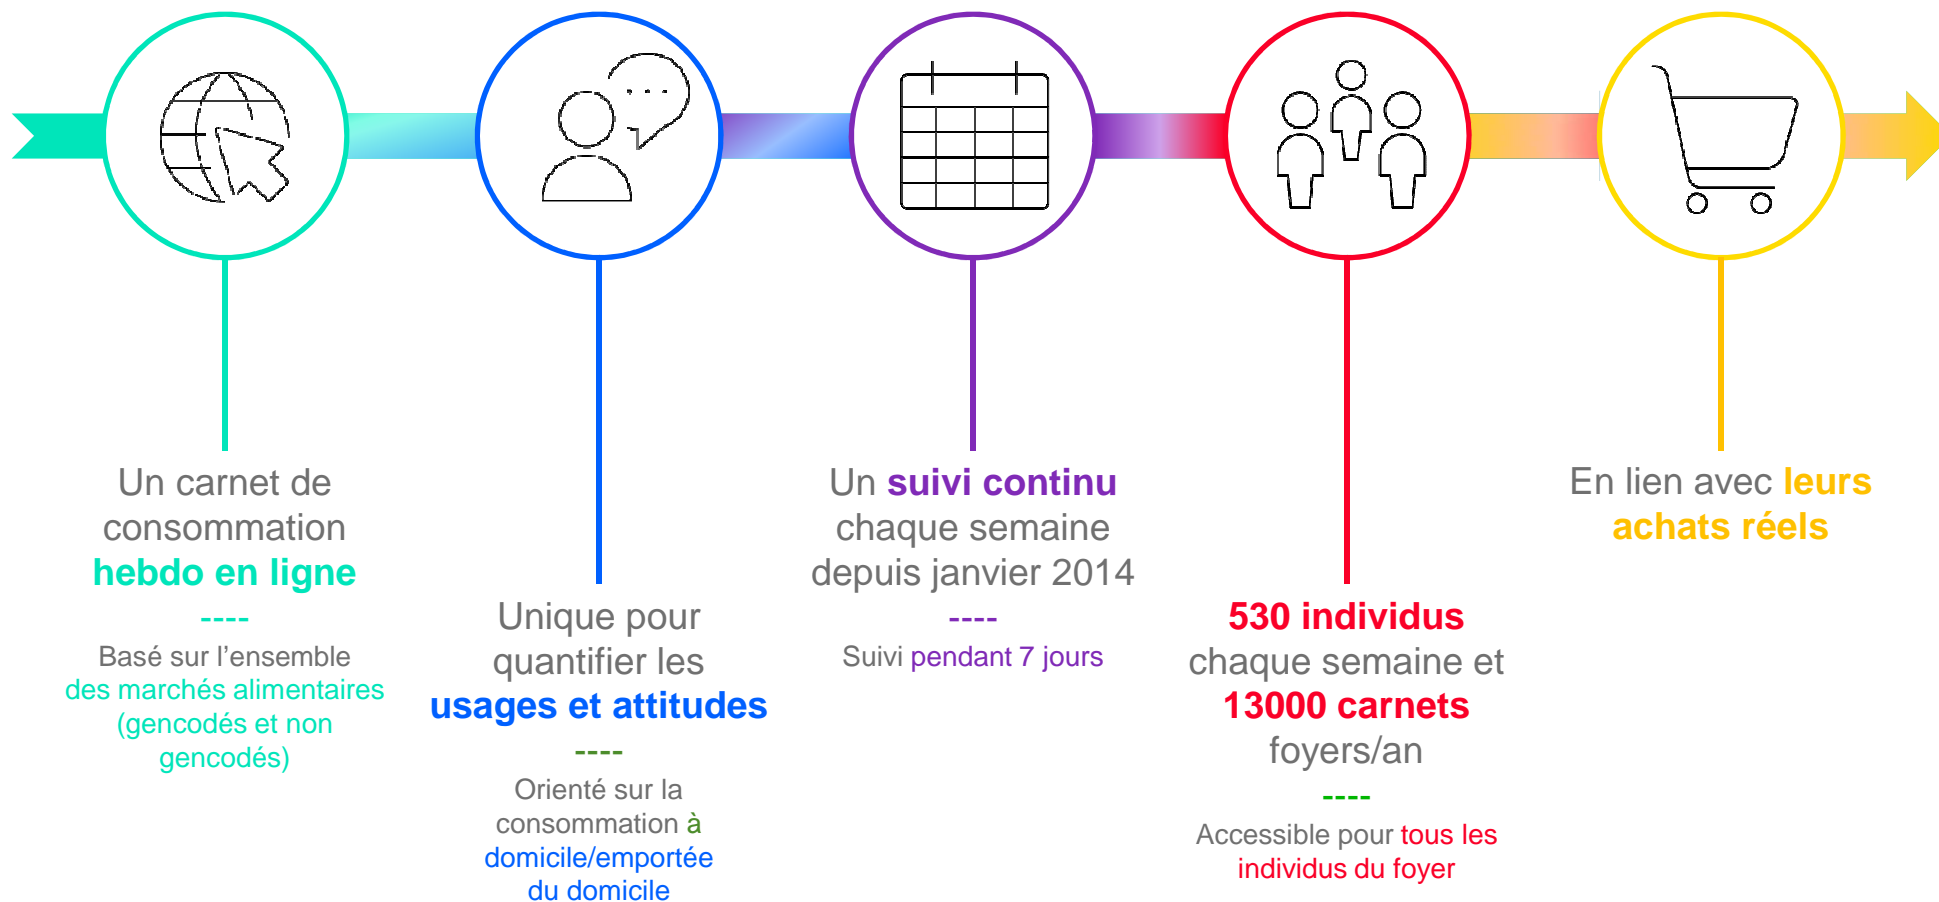 Un carnet de
consommation
hebdo en ligne
----
Basé sur l’ensemble
des marchés alimentaires
(gencodés et non
gencodés)
Unique pour
quantifier les
usages et attitudes
----
Orienté sur la
consommation à
domicile/emportée
du domicile
Un suivi continu
chaque semaine
depuis janvier 2014
----
Suivi pendant 7 jours
530 individus
chaque semaine et
13000 carnets
foyers/an
----
Accessible pour tous les
individus du foyer
En lien avec leurs
achats réels